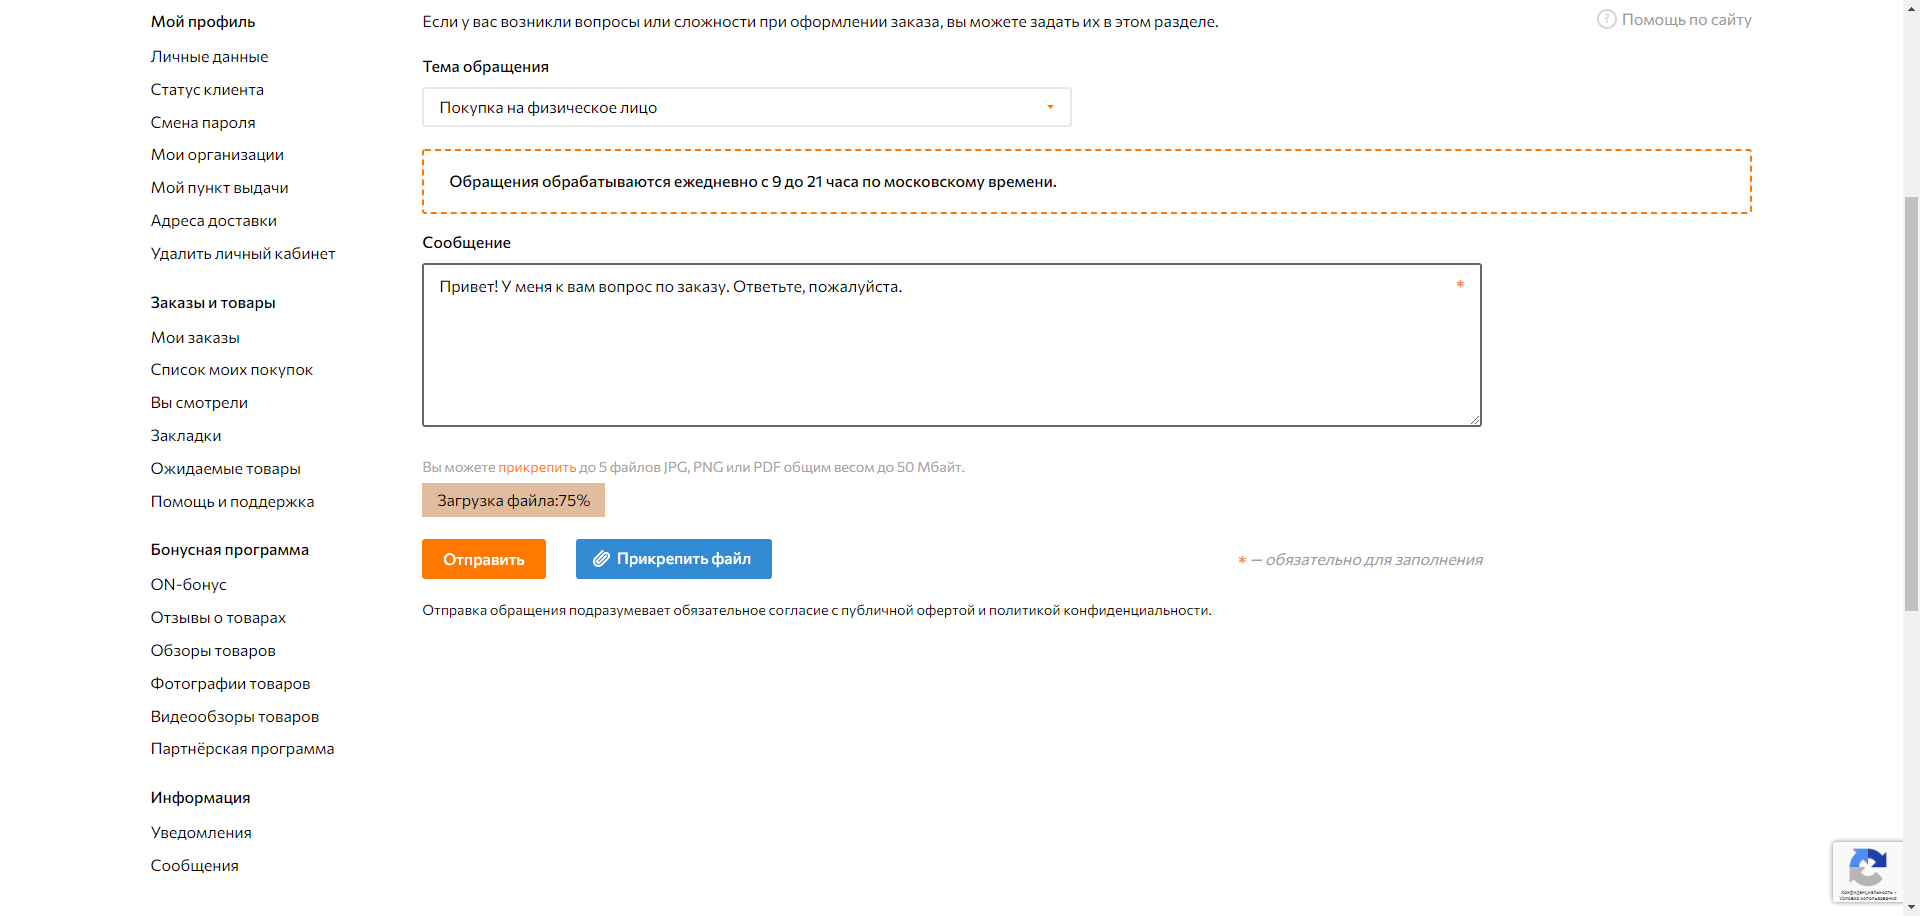 Мой профиль
Личные данные
Статус клиента
Смена пароля
Мои организации
Мой пункт выдачи
Адреса доставки
Удалить личный кабинет
Заказы и товары
Мои заказы
Список моих покупок
Вы смотрели
Закладки
Ожидаемые товары
Помощь и поддержка
Бонусная программа
ON-бонус
Отзывы о товарах
Обзоры товаров
Фотографии товаров
Видеообзоры товаров
Партнёрская программа
Информация
Уведомления
Сообщения
Если у вас возникли вопросы или сложности при оформлении заказа, вы можете задать их в этом разделе.
? Помощь по сайту
Тема обращения
Покупка на физическое лицо
Обращения обрабатываются ежедневно с 9 до 21 часа по московскому времени.
Сообщение
Привет! У меня к вам вопрос по заказу. Ответьте, пожалуйста. *
Вы можете прикрепить до 5 файлов JPG, PNG или PDF общим весом до 50 Мбайт.
Загрузка файла:75%
Отправить
Прикрепить файл
* — обязательно для заполнения
Отправка обращения подразумевает обязательное согласие с публичной офертой и политикой конфиденциальности.
Конфиденциальность -
Условия использования